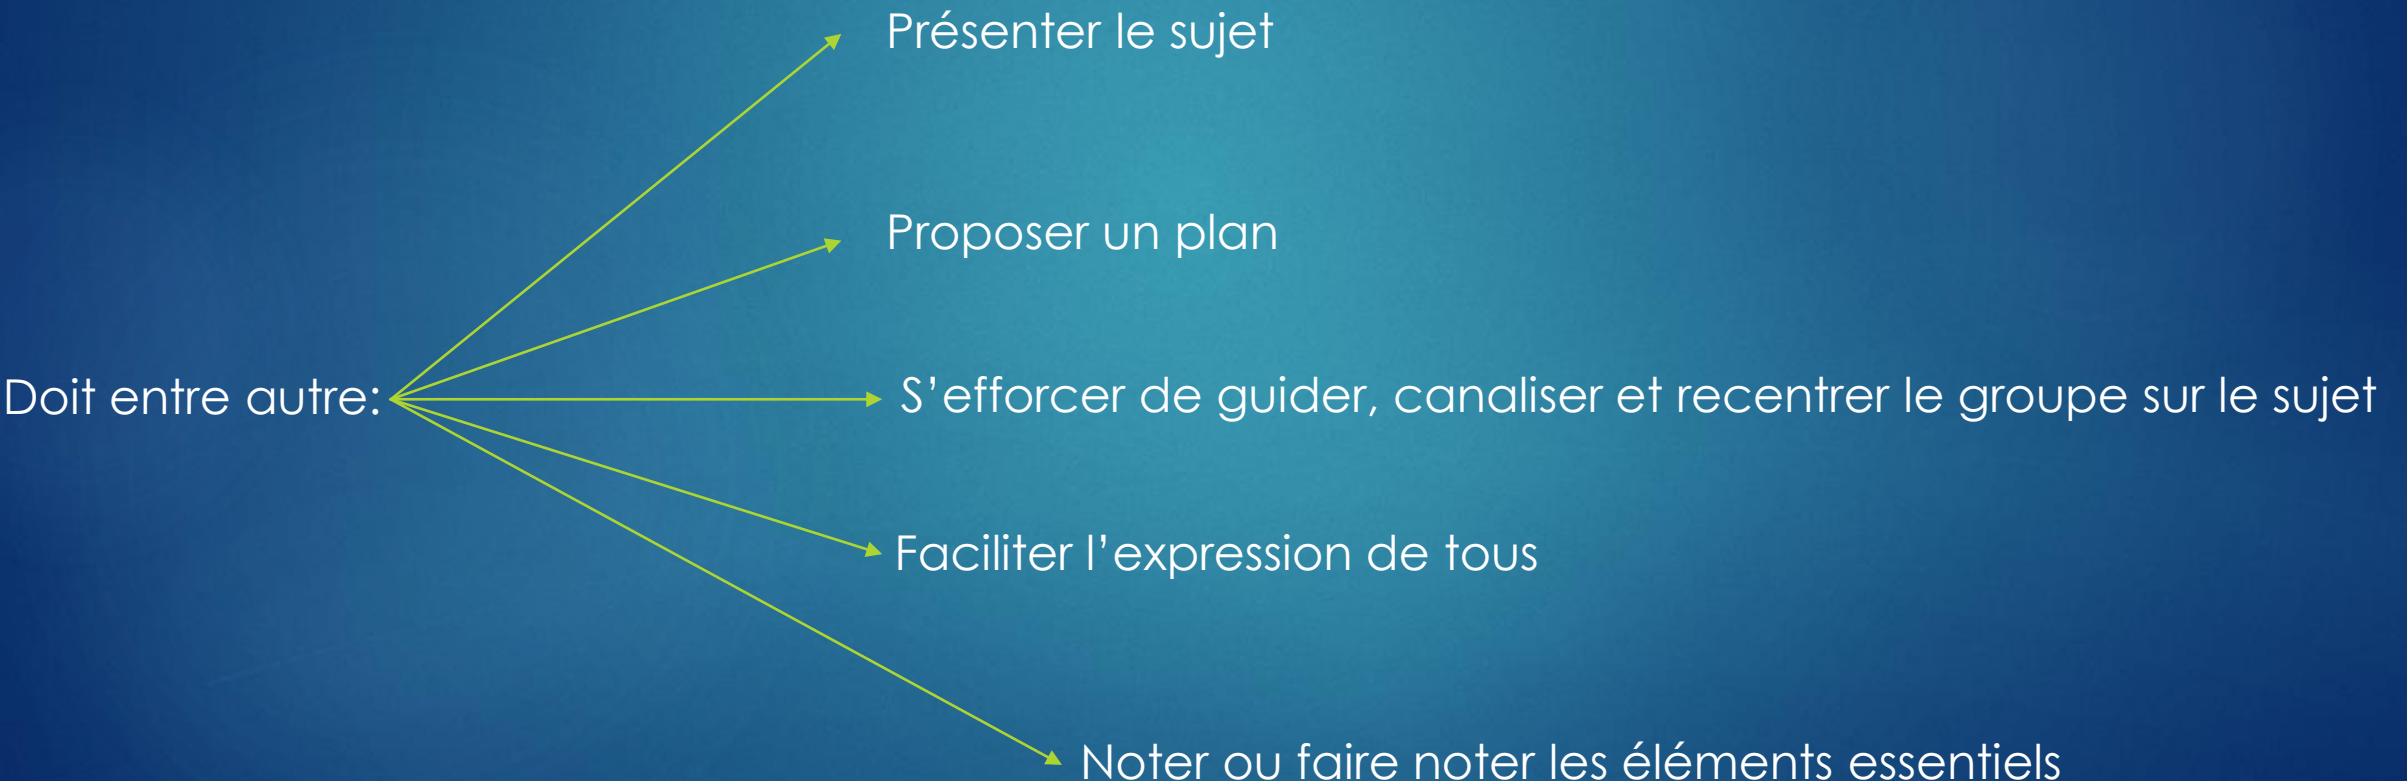 Présenter le sujet
Proposer un plan
Doit entre autre:
S’efforcer de guider, canaliser et recentrer le groupe sur le sujet
Faciliter l’expression de tous
Noter ou faire noter les éléments essentiels